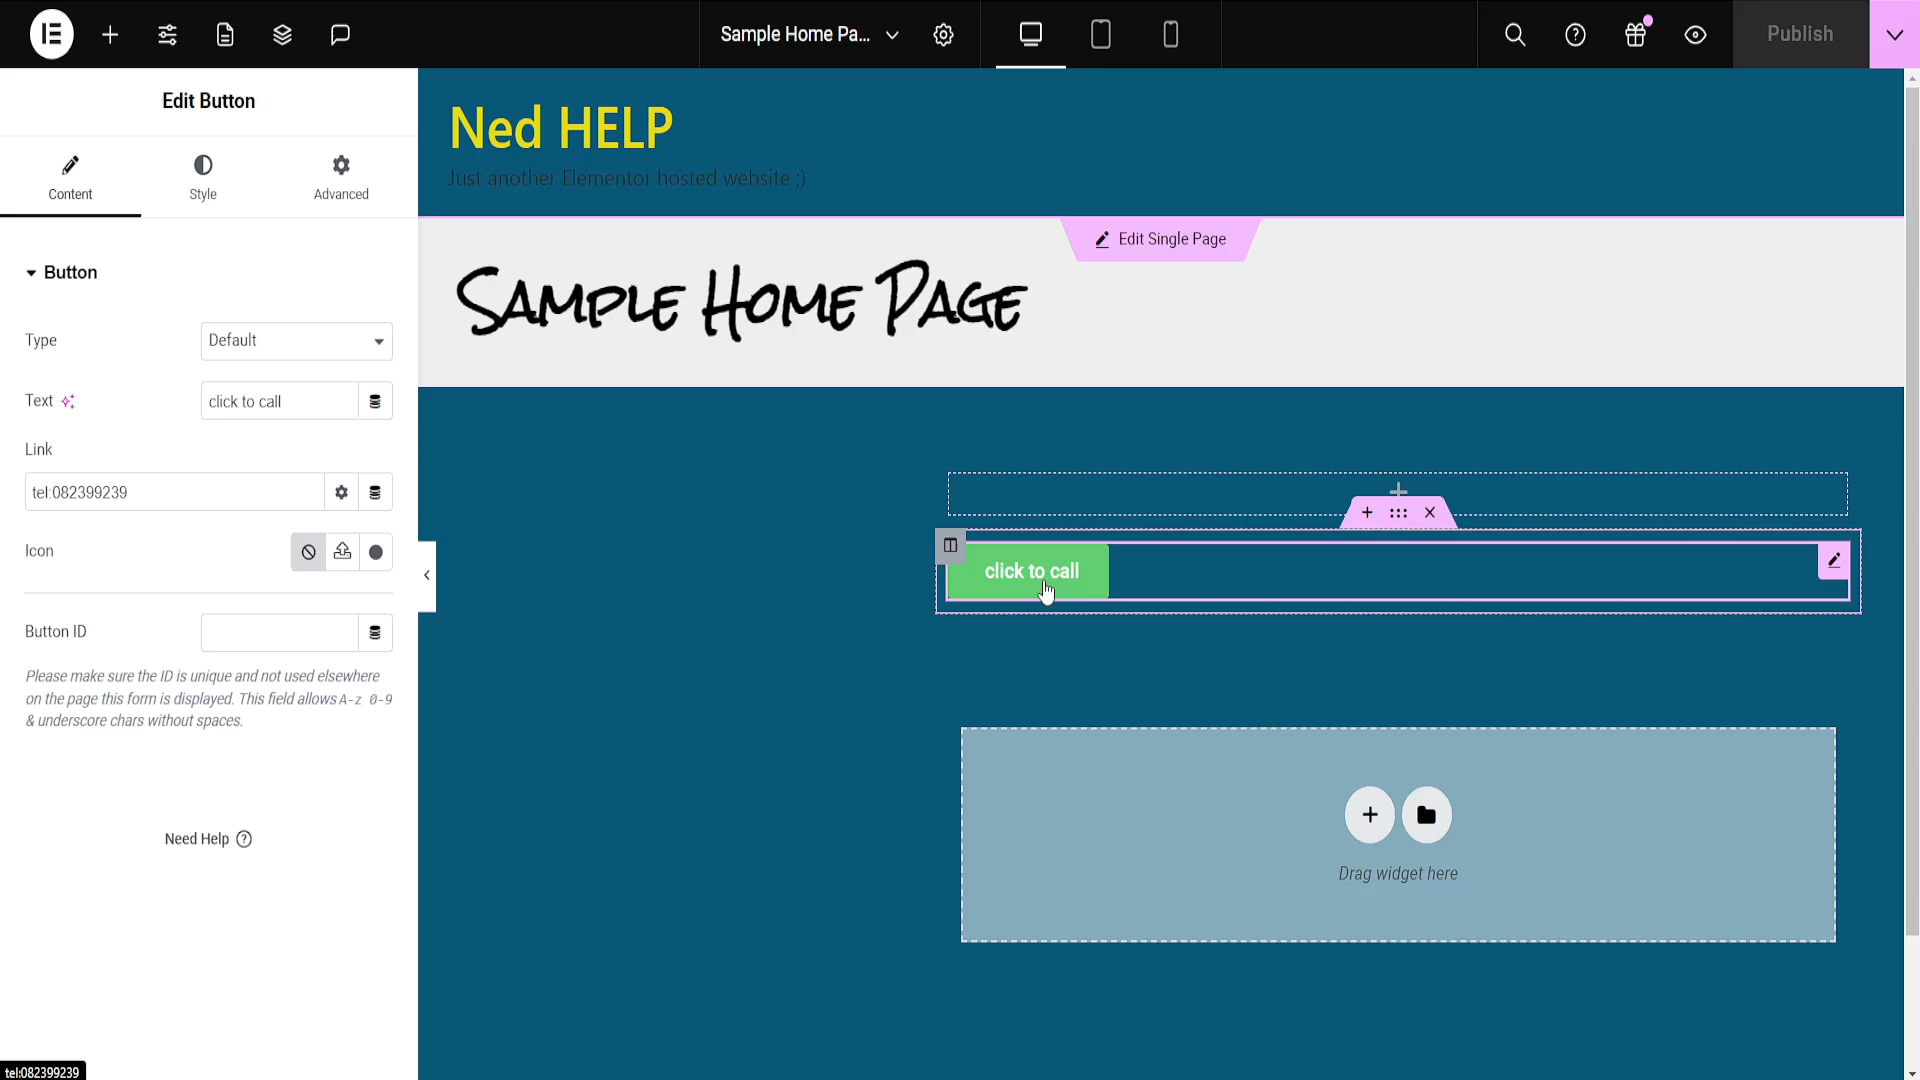 Sample Home Pa...
Publish
Edit Button
Content
Style
Advanced
Button
Type
Default
Text
click to call
Link
tel:082399239
Icon
Button ID
Please make sure the ID is unique and not used elsewhere
on the page this form is displayed. This field allows A-z 0-9
& underscore chars without spaces.
Need Help
tel:082399239
Ned HELP
Just another Elementor hosted website ;)
Edit Single Page
Sample Home Page
click to call
Drag widget here